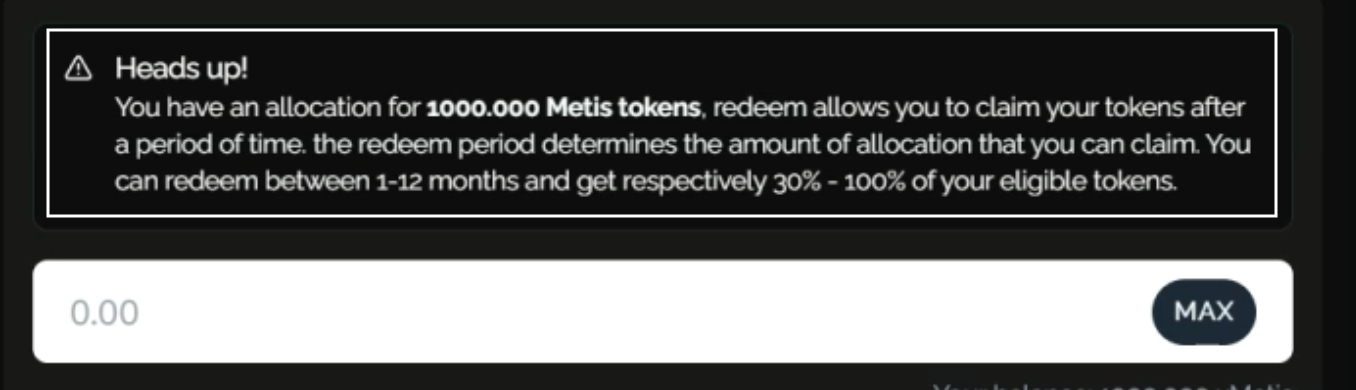 Heads up!
You have an allocation for 1000.000 Metis tokens, redeem allows you to claim your tokens after
a period of time. the redeem period determines the amount of allocation that you can claim. You
can redeem between 1-12 months and get respectively 30% - 100% of your eligible tokens.
0.00 MAX